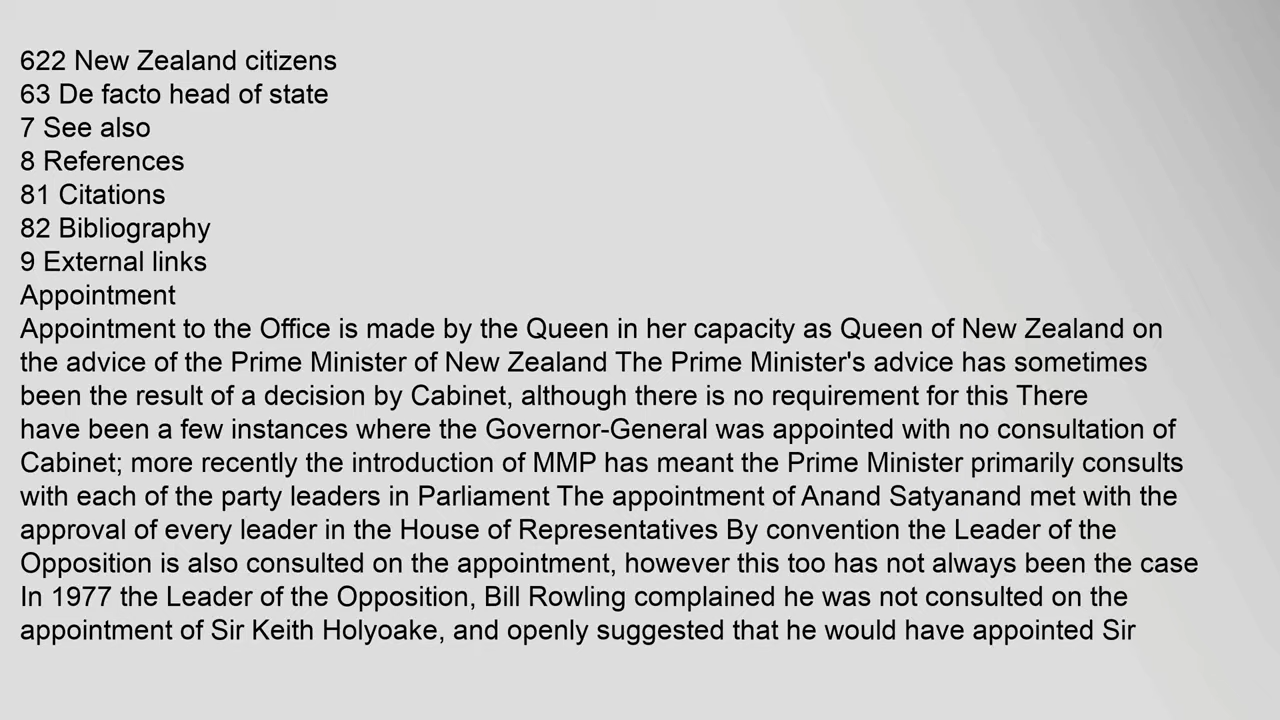 622 New Zealand citizens
63 De facto head of state
7 See also
8 References
81 Citations
82 Bibliography
9 External links
Appointment
Appointment to the Office is made by the Queen in her capacity as Queen of New Zealand on
the advice of the Prime Minister of New Zealand The Prime Minister's advice has sometimes
been the result of a decision by Cabinet, although there is no requirement for this There
have been a few instances where the Governor-General was appointed with no consultation of
Cabinet; more recently the introduction of MMP has meant the Prime Minister primarily consults
with each of the party leaders in Parliament The appointment of Anand Satyanand met with the
approval of every leader in the House of Representatives By convention the Leader of the
Opposition is also consulted on the appointment, however this too has not always been the case
In 1977 the Leader of the Opposition, Bill Rowling complained he was not consulted on the
appointment of Sir Keith Holyoake, and openly suggested that he would have appointed Sir